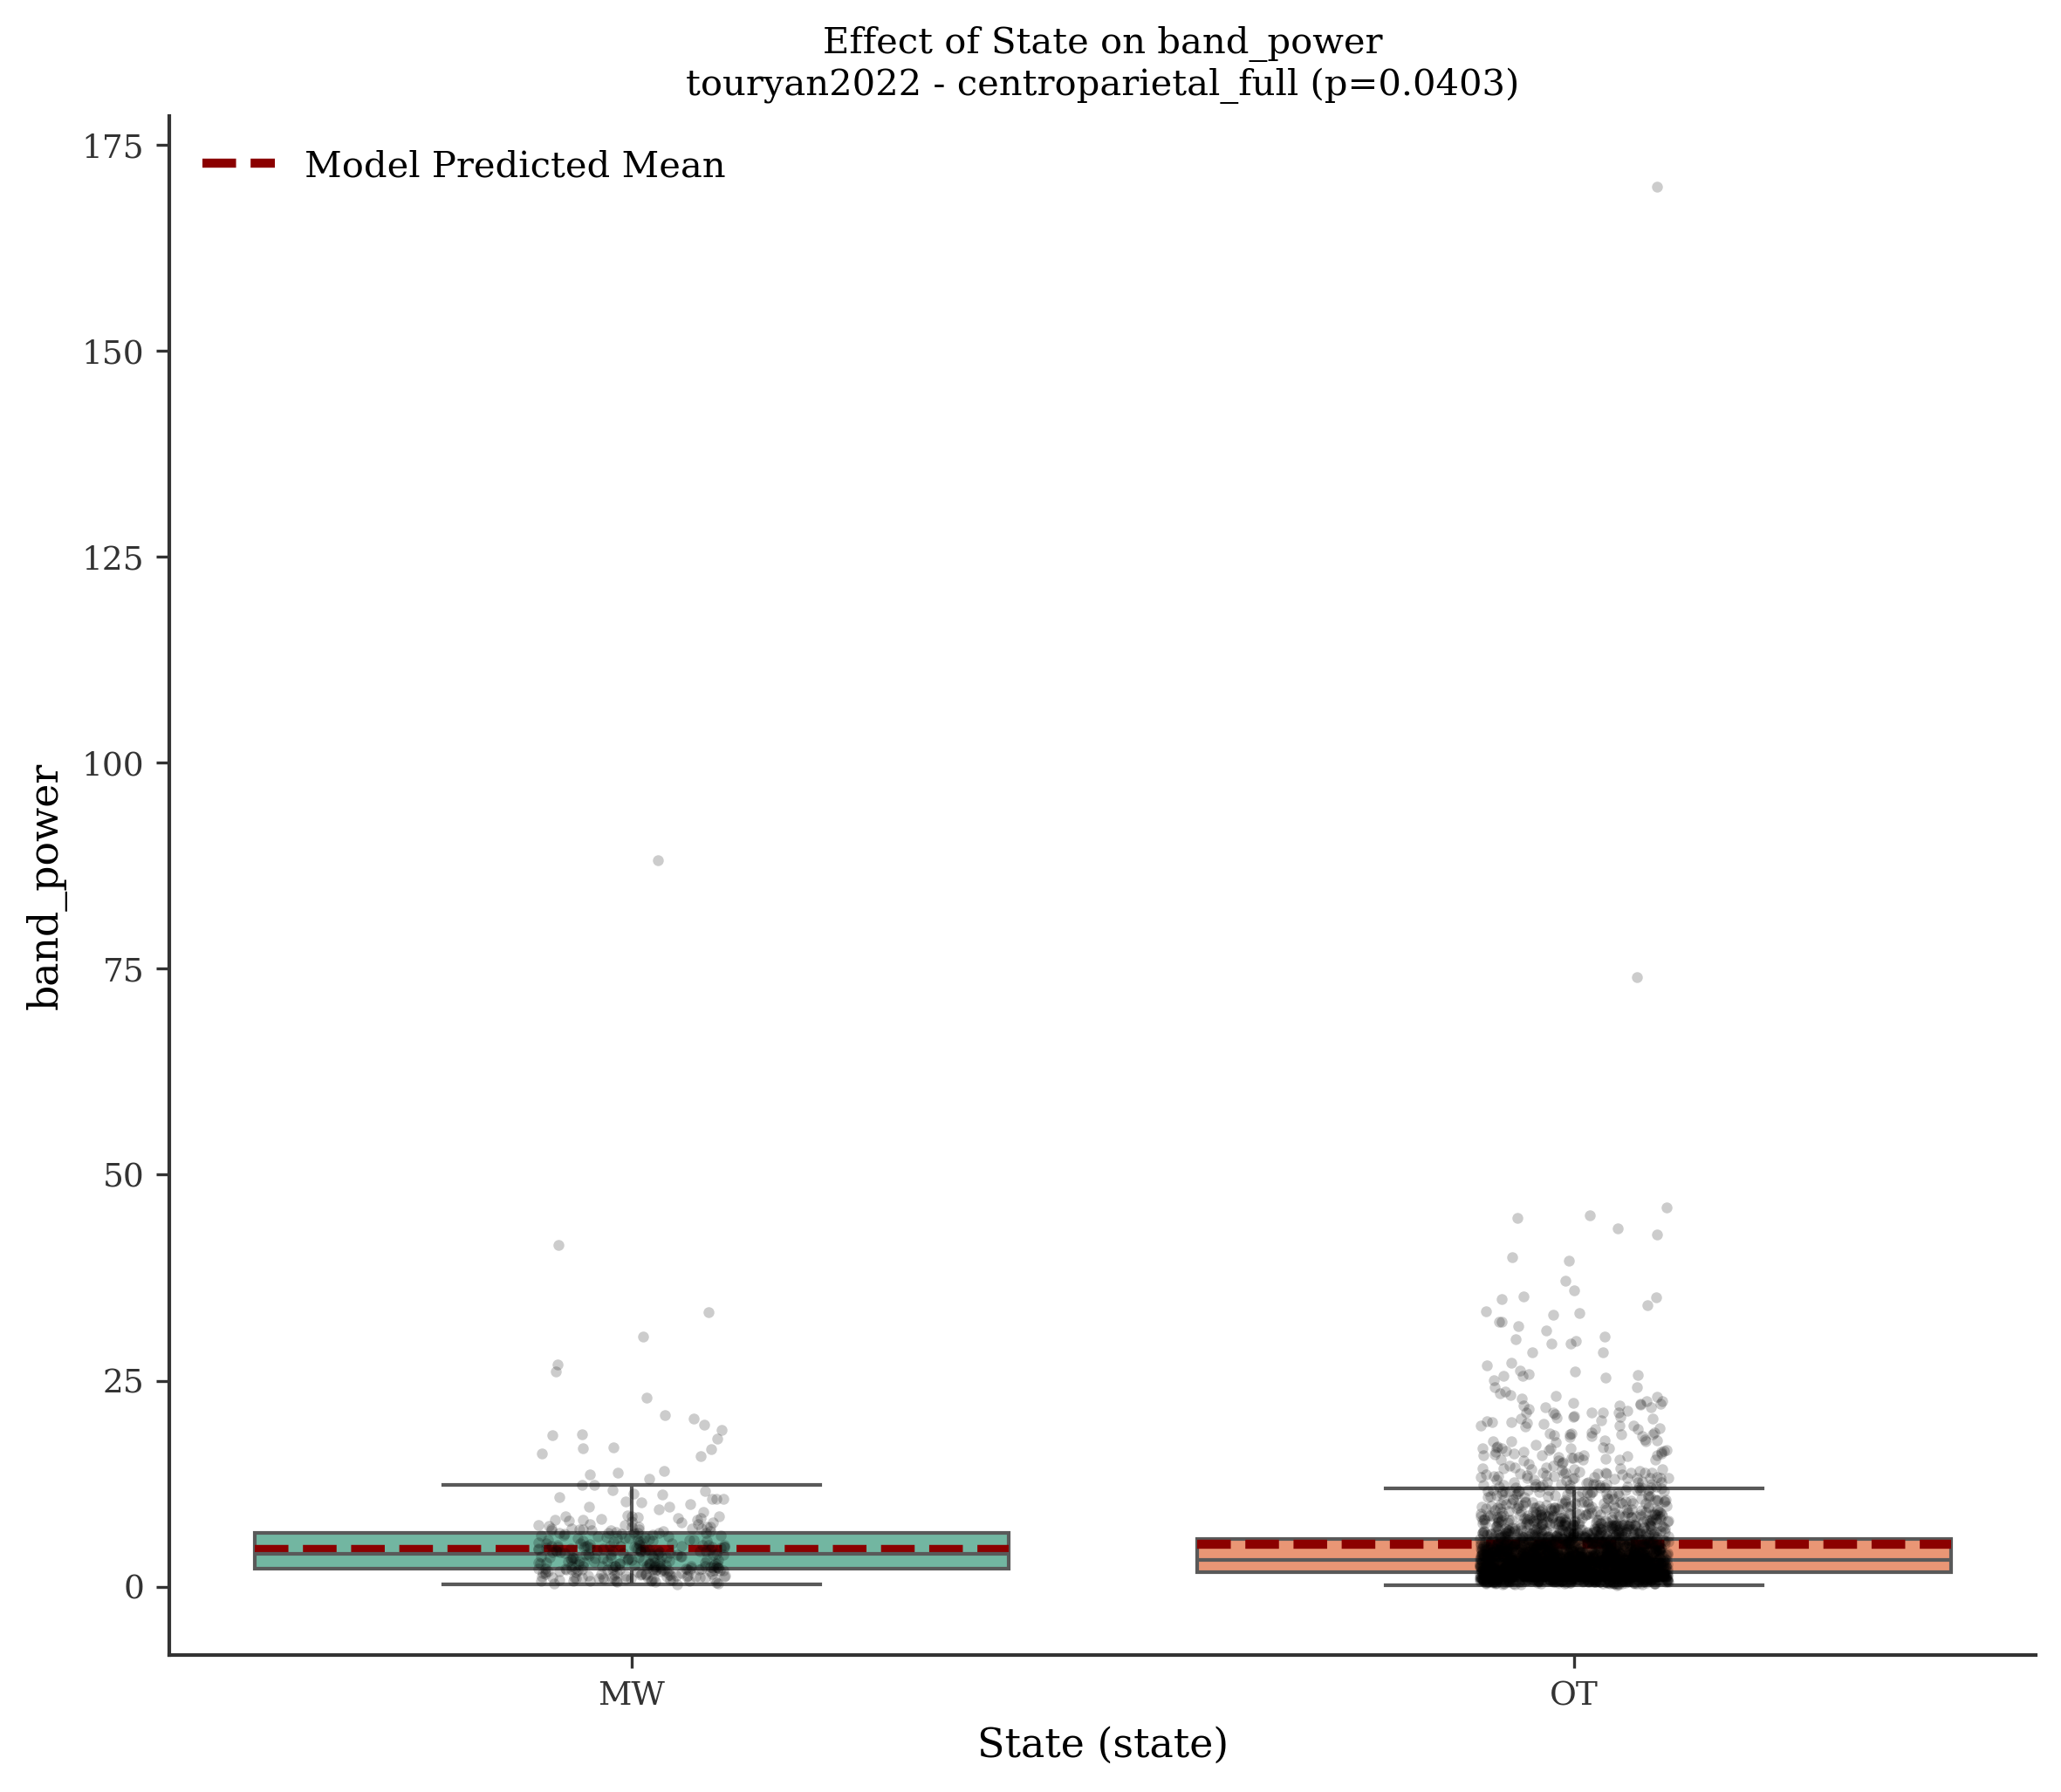 Effect of State on band_power
touryan2022 - centroparietal_full (p=0.0403)
Model Predicted Mean
175
150
125
100
75
50
25
0
band_power
MW
OT
State (state)